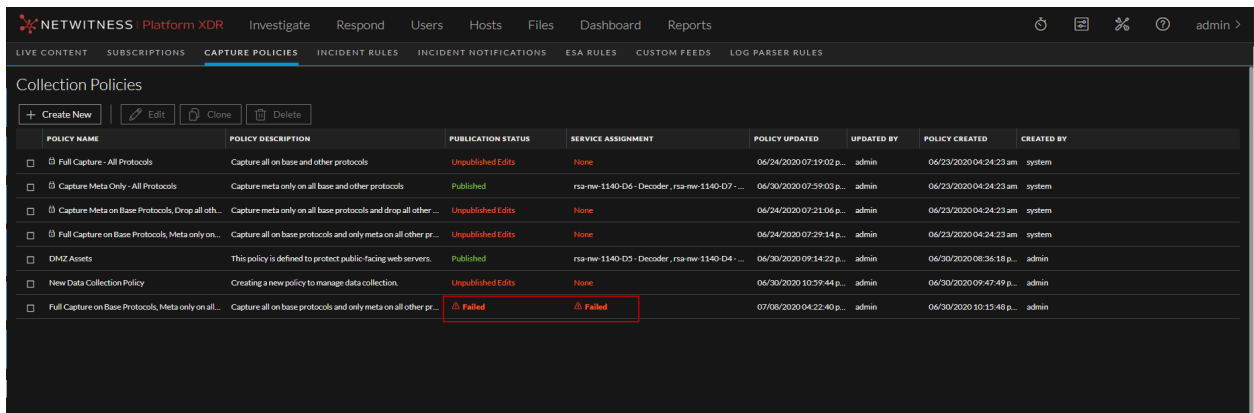 NETWITNESS Platform XDR Investigate Respond Users Hosts Files Dashboard Reports admin >
LIVE CONTENT SUBSCRIPTIONS CAPTURE POLICIES INCIDENT RULES INCIDENT NOTIFICATIONS ESA RULES CUSTOM FEEDS LOG PARSER RULES
Collection Policies
+ Create New Edit Clone Delete
POLICY NAME POLICY DESCRIPTION PUBLICATION STATUS SERVICE ASSIGNMENT POLICY UPDATED UPDATED BY POLICY CREATED CREATED BY
Full Capture - All Protocols Capture all on base and other protocols Unpublished Edits None 06/24/2020 07:19:02 p... admin 06/23/2020 04:24:23 am system
Capture Meta Only - All Protocols Capture meta only on all base and other protocols Published rsa-nw-1140-D6 - Decoder , rsa-nw-1140-D7 - ... 06/30/2020 07:59:03 p... admin 06/23/2020 04:24:23 am system
Capture Meta on Base Protocols, Drop all oth... Capture meta only on all base protocols and drop all other ... Unpublished Edits None 06/24/2020 07:21:06 p... admin 06/23/2020 04:24:23 am system
Full Capture on Base Protocols, Meta only on... Capture all on base protocols and only meta on all other pr... Unpublished Edits None 06/24/2020 07:29:14 p... admin 06/23/2020 04:24:23 am system
DMZ Assets This policy is defined to protect public-facing web servers. Published rsa-nw-1140-D5 - Decoder , rsa-nw-1140-D4 - ... 06/30/2020 09:14:22 p... admin 06/30/2020 08:36:18 p... admin
New Data Collection Policy Creating a new policy to manage data collection. Unpublished Edits None 06/30/2020 10:59:44 p... admin 06/30/2020 09:47:49 p... admin
Full Capture on Base Protocols, Meta only on all... Capture all on base protocols and only meta on all other pr... Failed Failed 07/08/2020 04:22:40 p... admin 06/30/2020 10:15:48 p... admin